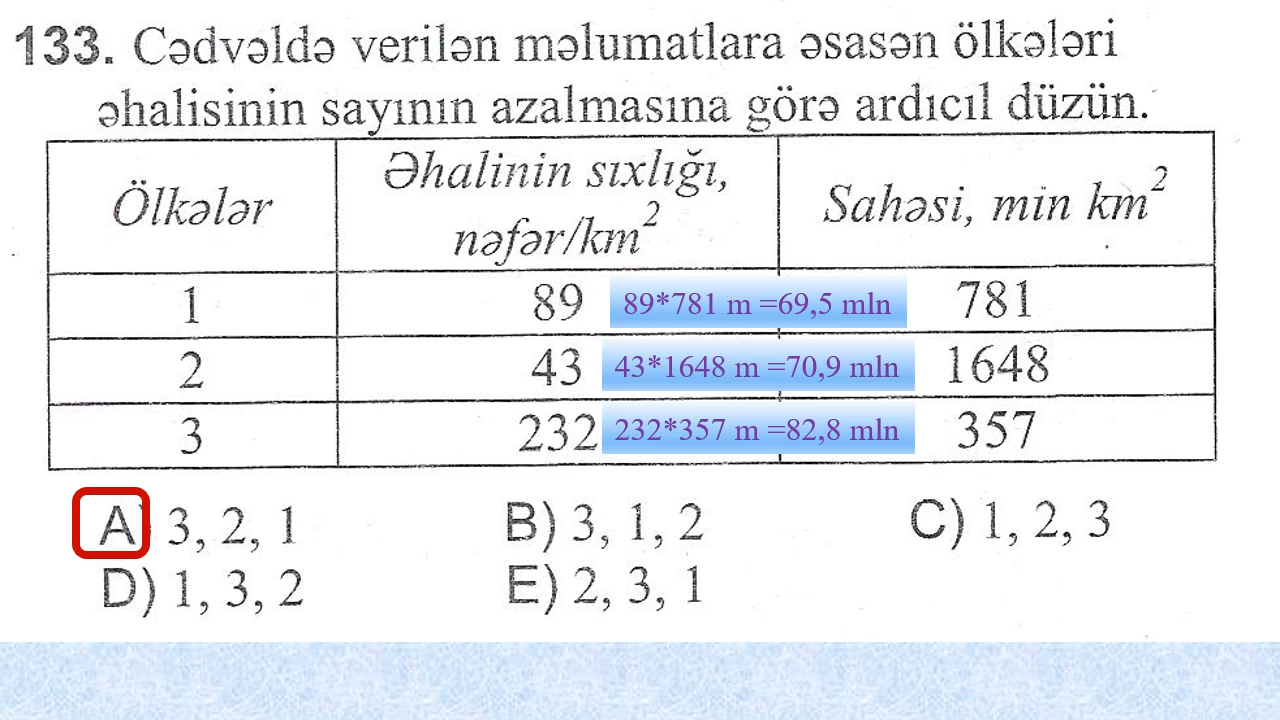 133. Cədvəldə verilən məlumatlara əsasən ölkələri
əhalisinin sayının azalmasına görə ardıcıl düzün.
Ölkələr
Əhalinin sıxlığı,
nəfər/km²
Sahəsi, min km²
1 89 89*781 m =69,5 mln 781
2 43 43*1648 m =70,9 mln 1648
3 232 232*357 m =82,8 mln 357
A) 3, 2, 1 B) 3, 1, 2 C) 1, 2, 3
D) 1, 3, 2 E) 2, 3, 1